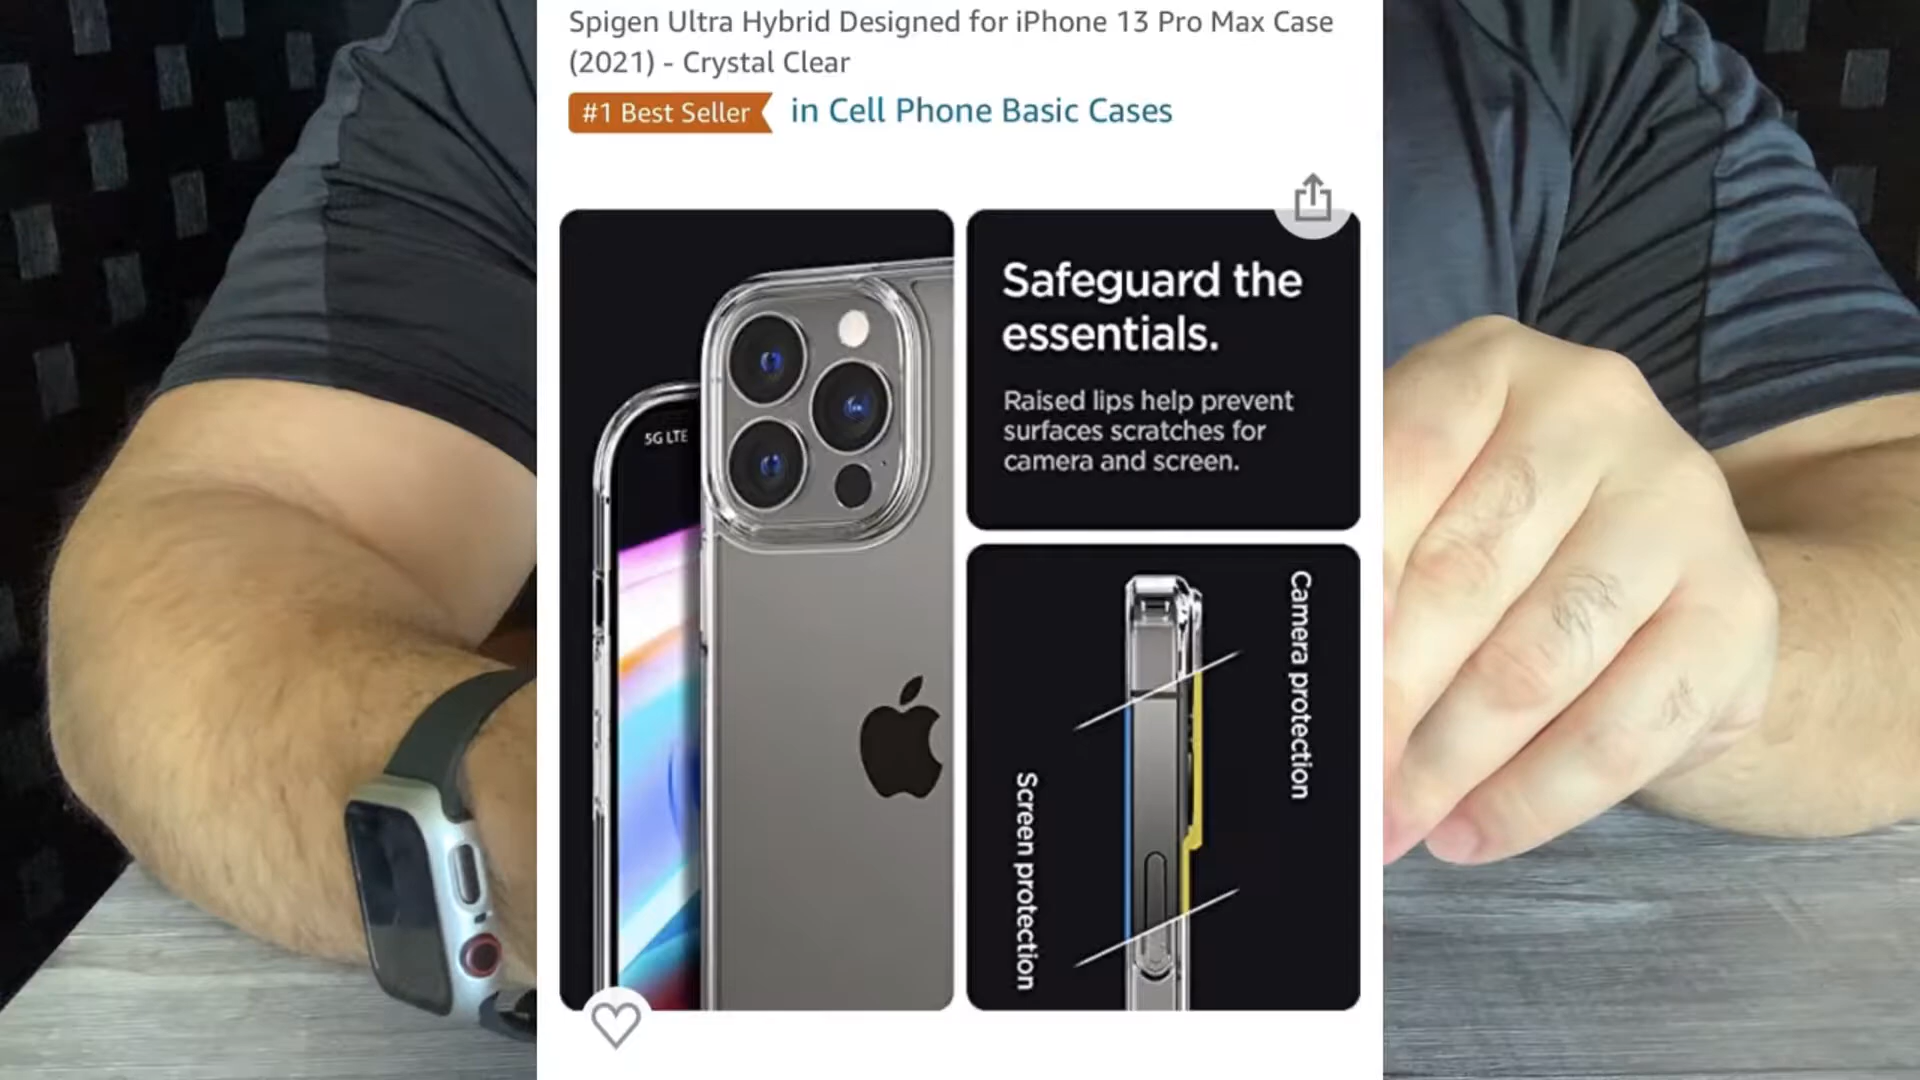 Spigen Ultra Hybrid Designed for iPhone 13 Pro Max Case
(2021) - Crystal Clear
#1 Best Seller in Cell Phone Basic Cases
Safeguard the
essentials.
Raised lips help prevent
surfaces scratches for
camera and screen.
5G LTE
Camera protection
Screen protection